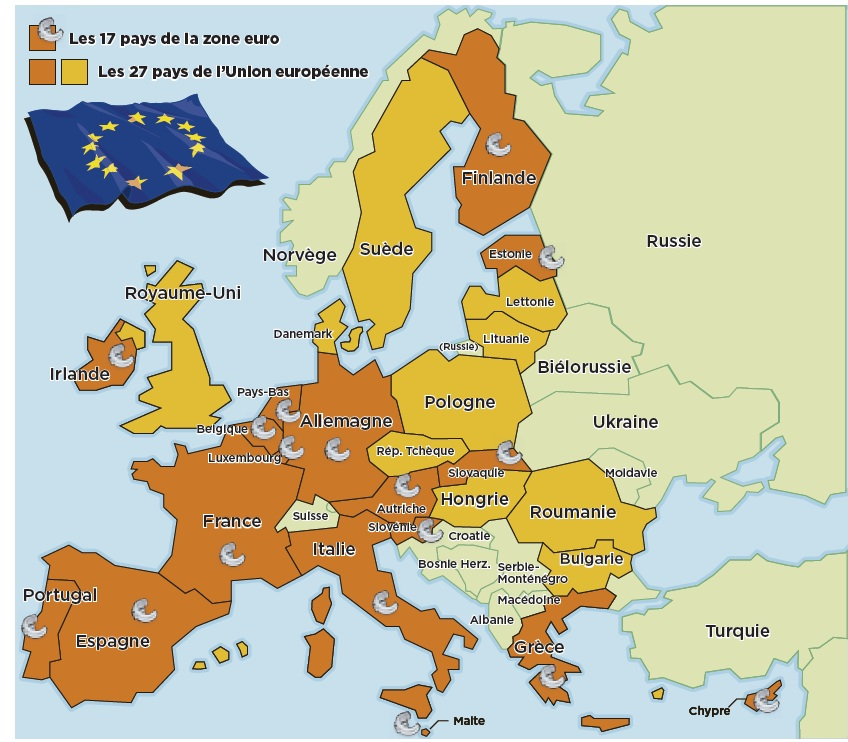 Les 17 pays de la zone euro
Les 27 pays de l'Union européenne
Finlande
Russie
Norvège
Suède
Estonie
Royaume-Uni
Lettonie
Danemark
Lituanie
(Russie)
Irlande
Biélorussie
Pays-Bas
Pologne
Allemagne
Ukraine
Belgique
Rép. Tchèque
Luxembourg
Slovaquie
Moldavie
Hongrie
Autriche
Roumanie
Suisse
France
Slovénie
Croatie
Italie
Bulgarie
Bosnie Herz.
Serbie-
Monténégro
Portugal
Macédoine
Albanie
Espagne
Turquie
Grèce
Chypre
Malte